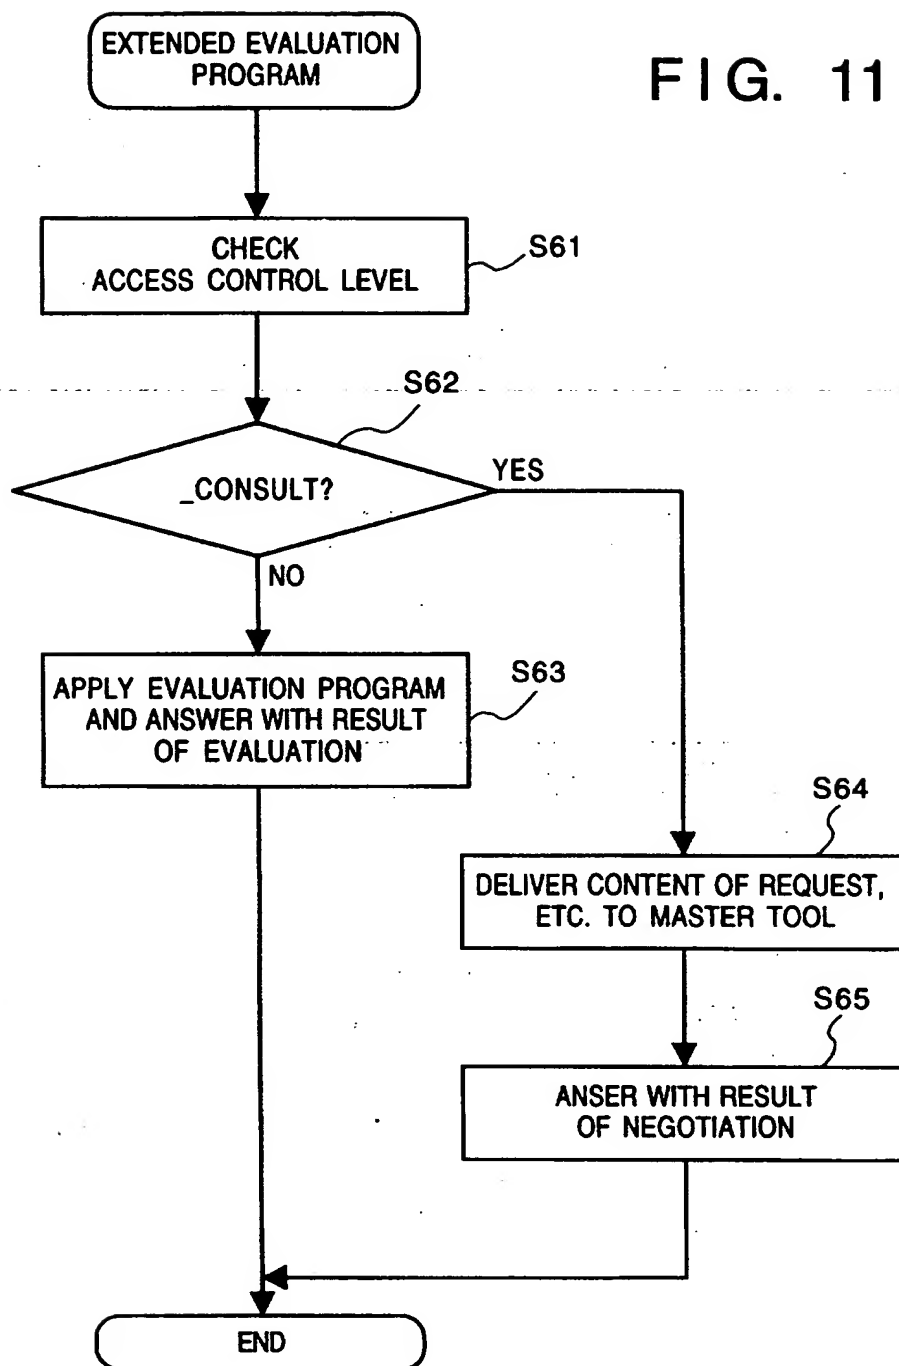 EXTENDED EVALUATION
PROGRAM
FIG. 11
CHECK
ACCESS CONTROL LEVEL
S61
S62
_CONSULT?
YES
NO
APPLY EVALUATION PROGRAM
AND ANSWER WITH RESULT
OF EVALUATION
S63
S64
DELIVER CONTENT OF REQUEST,
ETC. TO MASTER TOOL
S65
ANSER WITH RESULT
OF NEGOTIATION
END